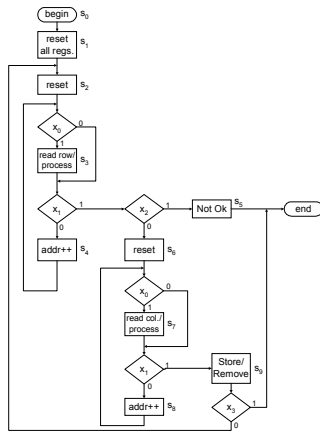 begin s0
reset
all regs. s1
reset s2
x0 0
1
read row/
process s3
x1 1
0
x2 1
0
Not Ok s5
end
addr++ s4
reset s6
x0 0
1
read col./
process s7
x1 1
0
Store/
Remove s9
addr++ s8
x3 1
0